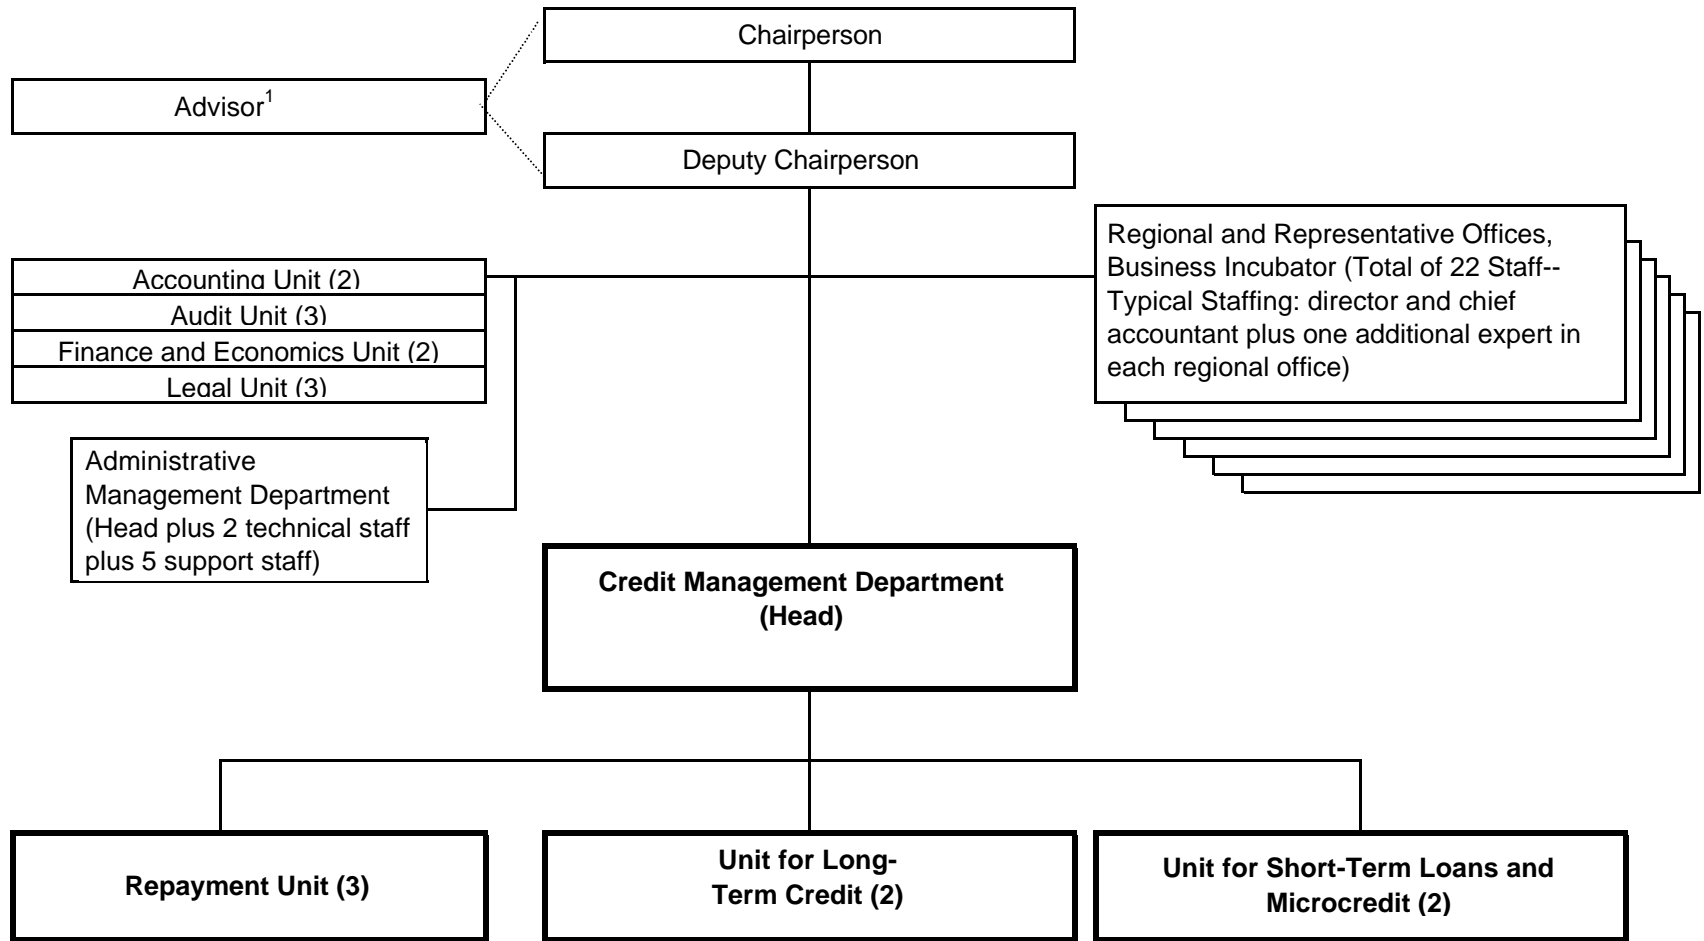 Chairperson
Advisor¹
Deputy Chairperson
Regional and Representative Offices,
Business Incubator (Total of 22 Staff--
Typical Staffing: director and chief
accountant plus one additional expert in
each regional office)
Accounting Unit (2)
Audit Unit (3)
Finance and Economics Unit (2)
Legal Unit (3)
Administrative
Management Department
(Head plus 2 technical staff
plus 5 support staff)
Credit Management Department
(Head)
Repayment Unit (3)
Unit for Long-
Term Credit (2)
Unit for Short-Term Loans and
Microcredit (2)